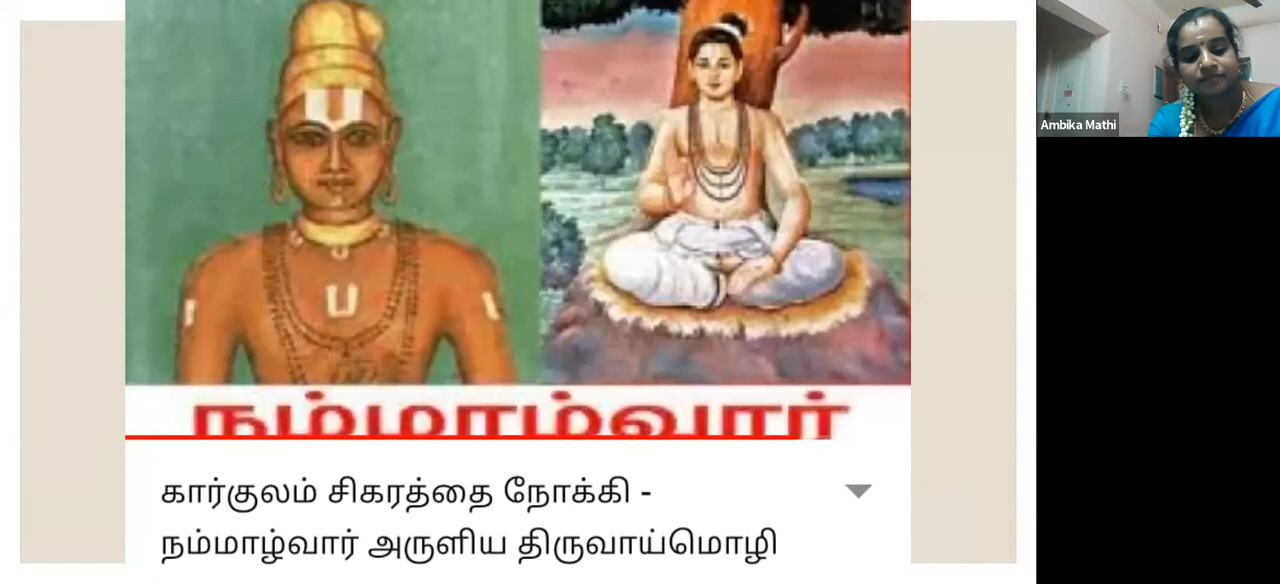 நம்மாழ்வார்
கார்குலம் சிகரத்தை நோக்கி -
நம்மாழ்வார் அருளிய திருவாய்மொழி
Ambika Mathi